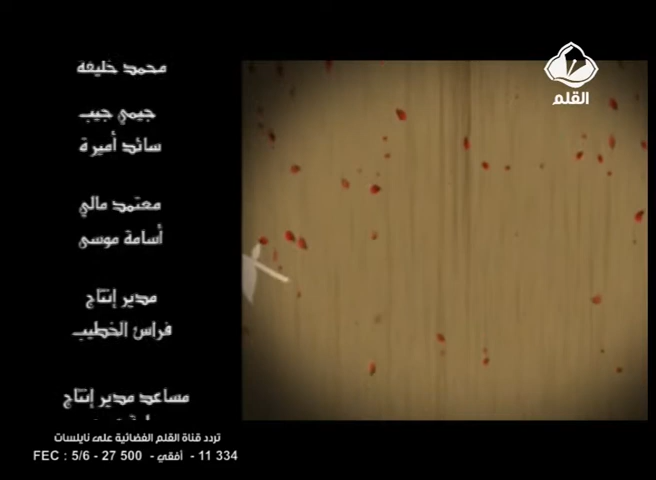 محمد خليفة
القلم
جيمي جيب
سائد أميرة
معتمد مالي
أسامة موسى
مدير إنتاج
فراس الخطيب
مساعد مدير إنتاج
تردد قناة القلم الفضائية على نايلسات
11 334 - أفقي - FEC : 5/6 - 27 500